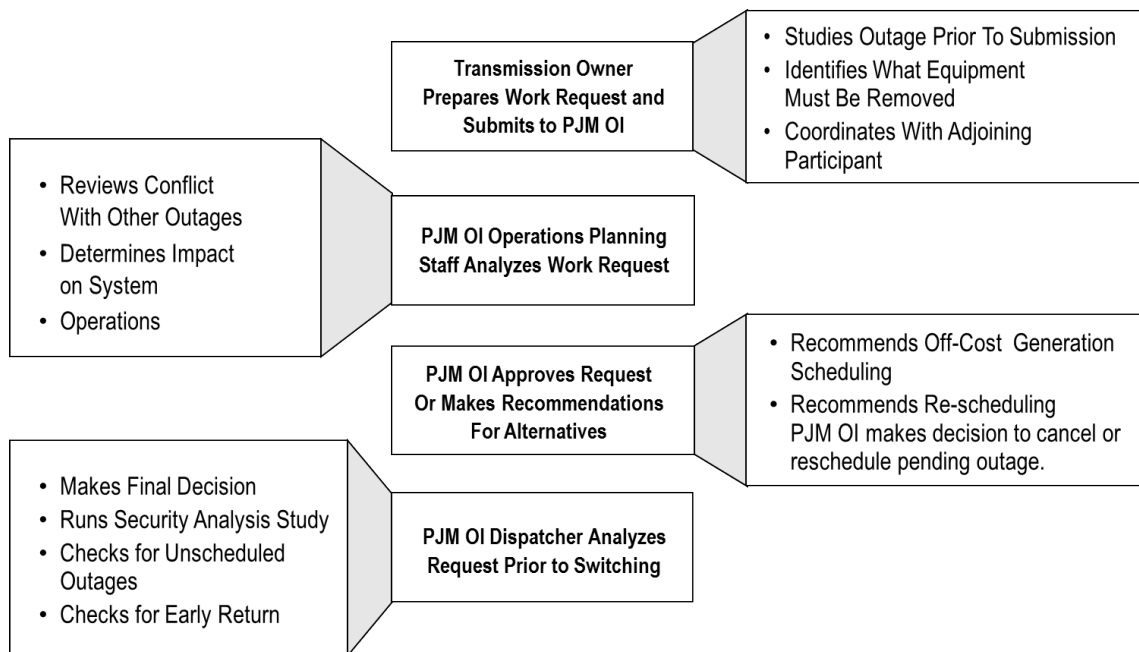 Transmission Owner
Prepares Work Request and
Submits to PJM OI
• Studies Outage Prior To Submission
• Identifies What Equipment
Must Be Removed
• Coordinates With Adjoining
Participant
• Reviews Conflict
With Other Outages
• Determines Impact
on System
• Operations
PJM OI Operations Planning
Staff Analyzes Work Request
PJM OI Approves Request
Or Makes Recommendations
For Alternatives
• Recommends Off-Cost Generation
Scheduling
• Recommends Re-scheduling
PJM OI makes decision to cancel or
reschedule pending outage.
• Makes Final Decision
• Runs Security Analysis Study
• Checks for Unscheduled
Outages
• Checks for Early Return
PJM OI Dispatcher Analyzes
Request Prior to Switching